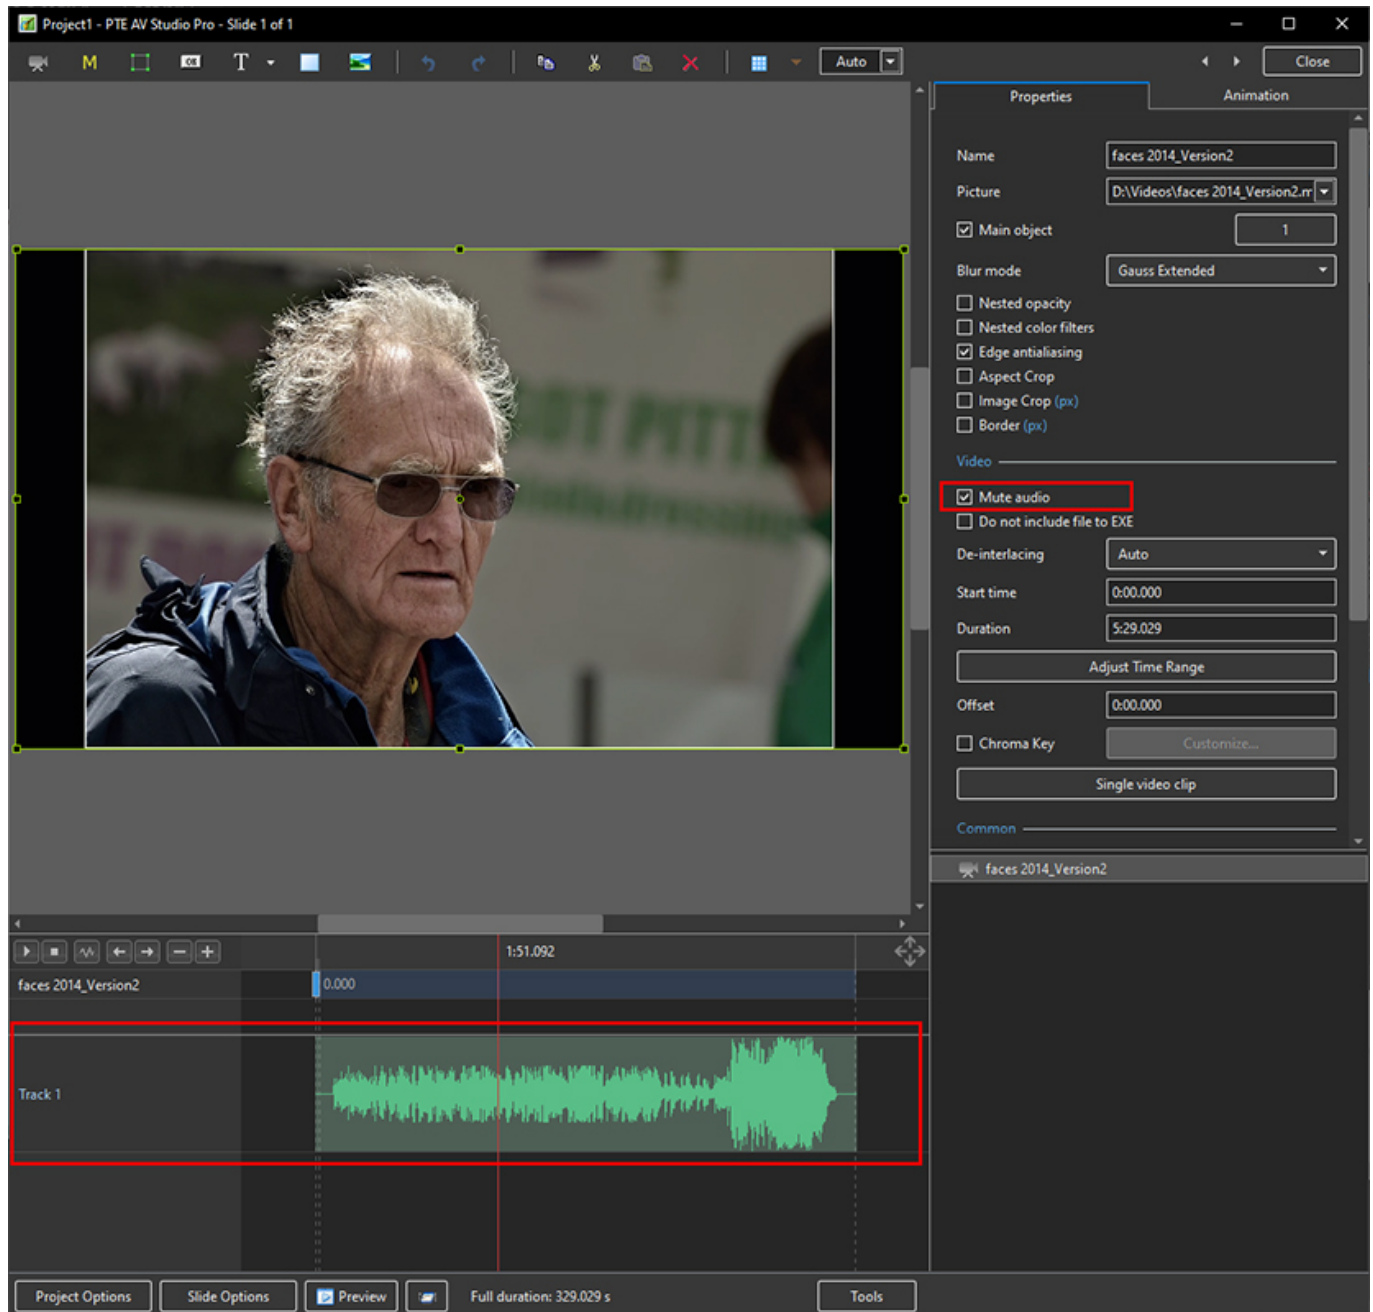 Project1 - PTE AV Studio Pro - Slide 1 of 1
M
OK
T
Auto
Close
Properties
Animation
Name
faces 2014_Version2
Picture
D:\Videos\faces 2014_Version2.m
Main object
1
Blur mode
Gauss Extended
Nested opacity
Nested color filters
Edge antialiasing
Aspect Crop
Image Crop (px)
Border (px)
Video
Mute audio
Do not include file to EXE
De-interlacing
Auto
Start time
0:00.000
Duration
5:29.029
Adjust Time Range
Offset
0:00.000
Chroma Key
Customize...
Single video clip
Common
faces 2014_Version2
1:51.092
faces 2014_Version2
0.000
Track 1
Project Options
Slide Options
Preview
Full duration: 329.029 s
Tools